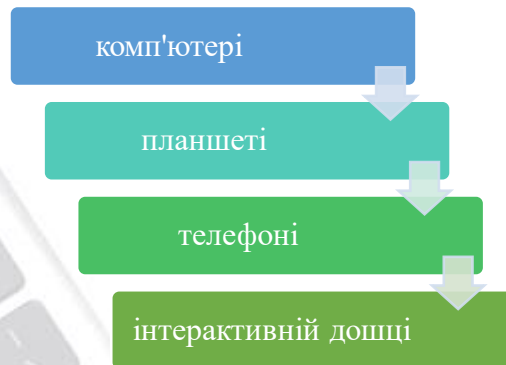 комп'ютері
планшеті
телефоні
інтерактивній дошці